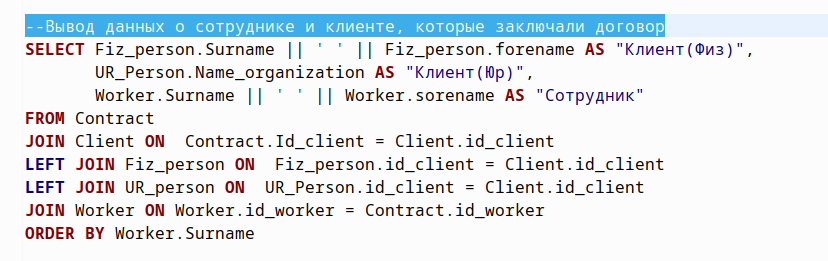 --Вывод данных о сотруднике и клиенте, которые заключали договор
SELECT Fiz_person.Surname || ' ' || Fiz_person.forename AS "Клиент(Физ)",
UR_Person.Name_organization AS "Клиент(Юр)",
Worker.Surname || ' ' || Worker.sorename AS "Сотрудник"
FROM Contract
JOIN Client ON  Contract.Id_client = Client.id_client
LEFT JOIN Fiz_person ON  Fiz_person.id_client = Client.id_client
LEFT JOIN UR_person ON  UR_Person.id_client = Client.id_client
JOIN Worker ON Worker.id_worker = Contract.id_worker
ORDER BY Worker.Surname